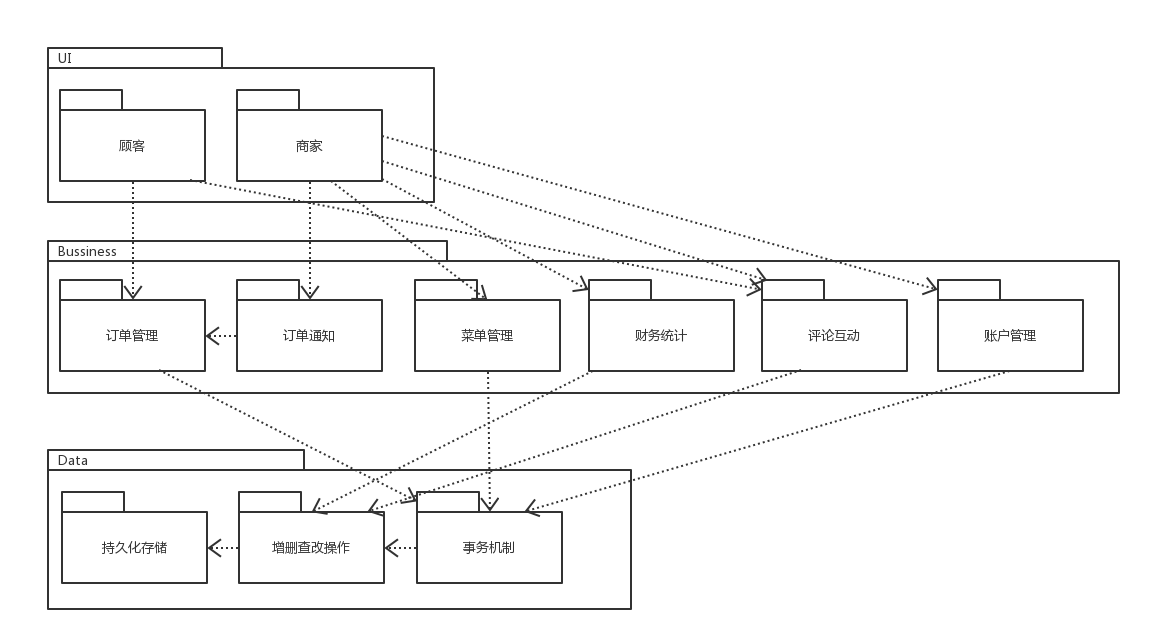 UI
顾客
商家
Bussiness
订单管理
订单通知
菜单管理
财务统计
评论互动
账户管理
Data
持久化存储
增删查改操作
事务机制